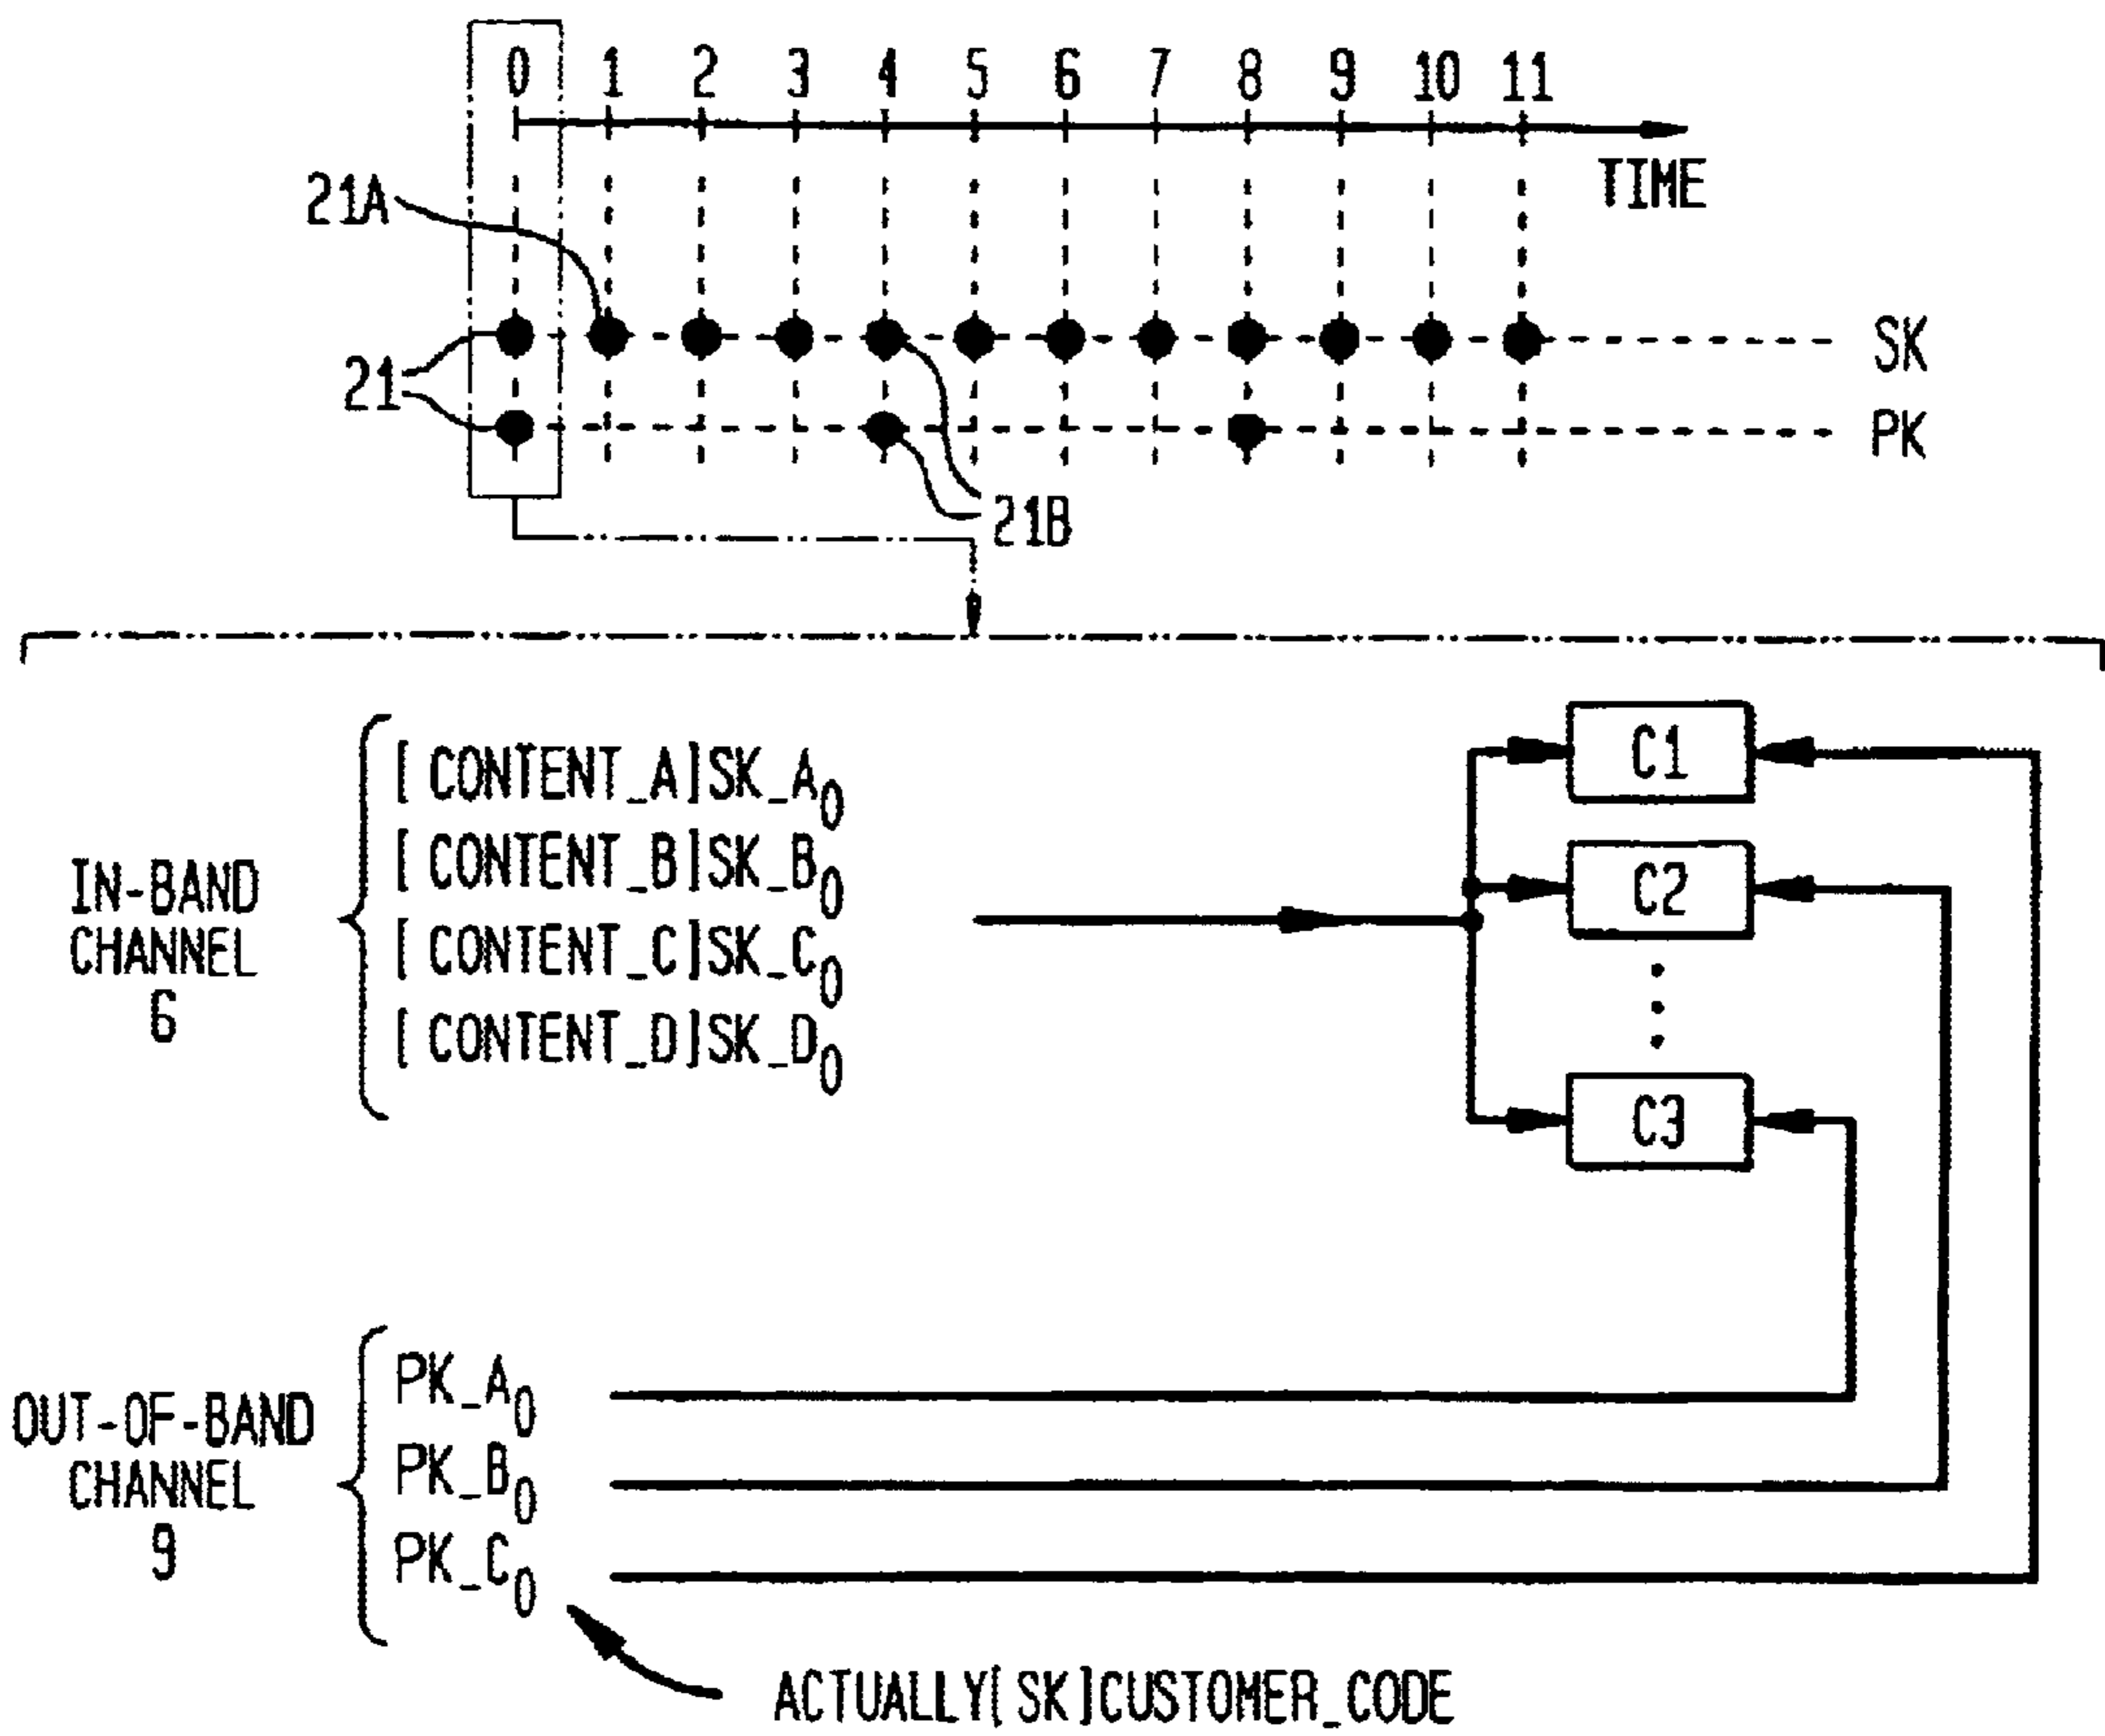 0 1 2 3 4 5 6 7 8 9 10 11
TIME
21A
SK
21
PK
21B
[CONTENT_A]SK_A0
[CONTENT_B]SK_B0
[CONTENT_C]SK_C0
[CONTENT_D]SK_D0
IN-BAND
CHANNEL
6
C1
C2
C3
OUT-OF-BAND
CHANNEL
9
PK_A0
PK_B0
PK_C0
ACTUALLY[SK]CUSTOMER_CODE